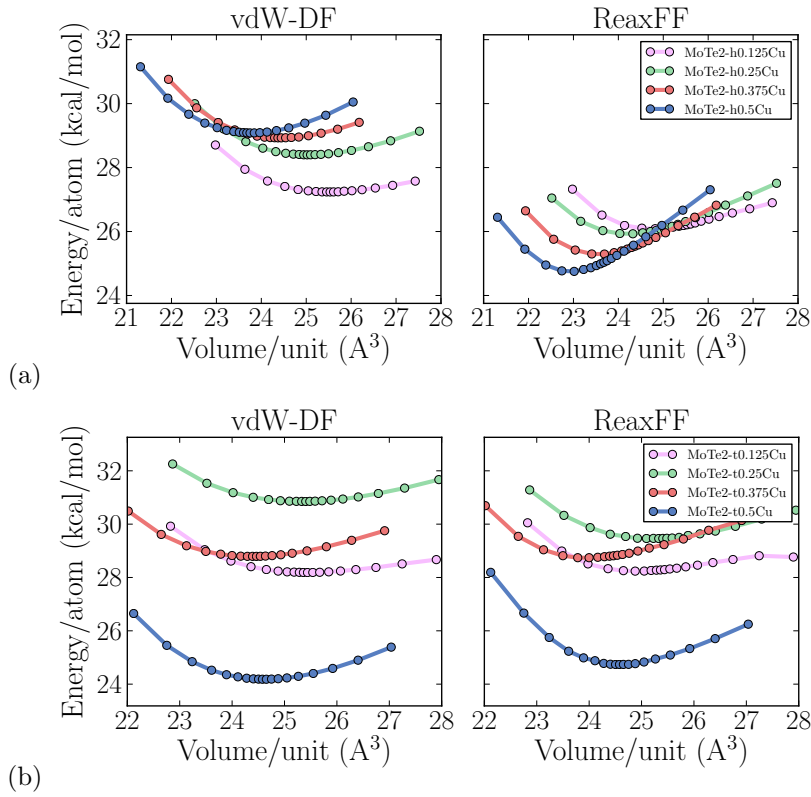 vdW-DF
ReaxFF
Energy/atom (kcal/mol)
32
30
28
26
24
21 22 23 24 25 26 27 28
Volume/unit (A³)
MoTe2-h0.125Cu
MoTe2-h0.25Cu
MoTe2-h0.375Cu
MoTe2-h0.5Cu
21 22 23 24 25 26 27 28
Volume/unit (A³)
(a)
vdW-DF
ReaxFF
Energy/atom (kcal/mol)
32
30
28
26
24
22 23 24 25 26 27 28
Volume/unit (A³)
MoTe2-t0.125Cu
MoTe2-t0.25Cu
MoTe2-t0.375Cu
MoTe2-t0.5Cu
22 23 24 25 26 27 28
Volume/unit (A³)
(b)